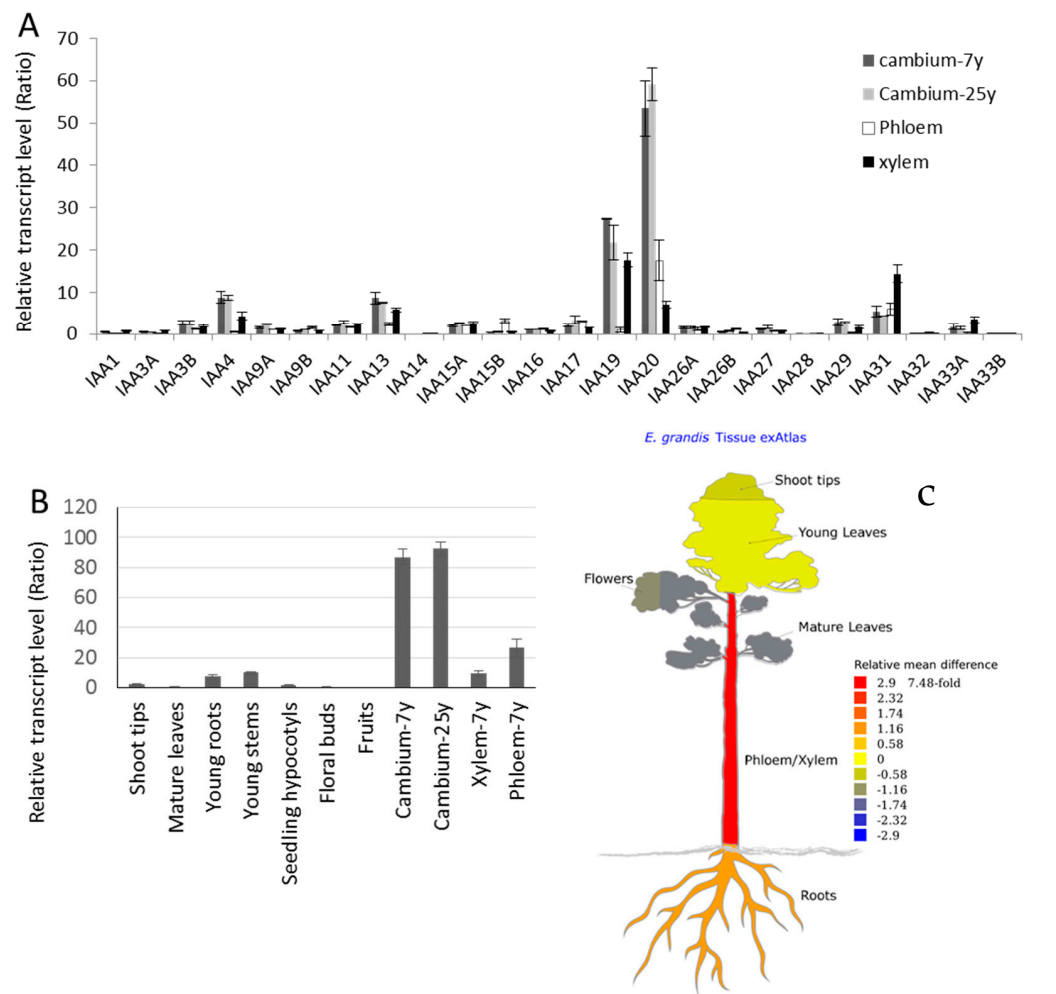 A
Relative transcript level (Ratio)
70
60
50
40
30
20
10
0
cambium-7y
Cambium-25y
Phloem
xylem
IAA1
IAA3A
IAA3B
IAA4
IAA9A
IAA9B
IAA11
IAA13
IAA14
IAA15A
IAA15B
IAA16
IAA17
IAA19
IAA20
IAA26A
IAA26B
IAA27
IAA28
IAA29
IAA31
IAA32
IAA33A
IAA33B
B
Relative transcript level (Ratio)
120
100
80
60
40
20
0
Shoot tips
Mature leaves
Young roots
Young stems
Seedling hypocotyls
Floral buds
Fruits
Cambium-7y
Cambium-25y
Xylem-7y
Phloem-7y
E. grandis Tissue exAtlas
C
Shoot tips
Young Leaves
Flowers
Mature Leaves
Relative mean difference
2.9 7.48-fold
2.32
1.74
1.16
0.58
0
-0.58
-1.16
-1.74
-2.32
-2.9
Phloem/Xylem
Roots